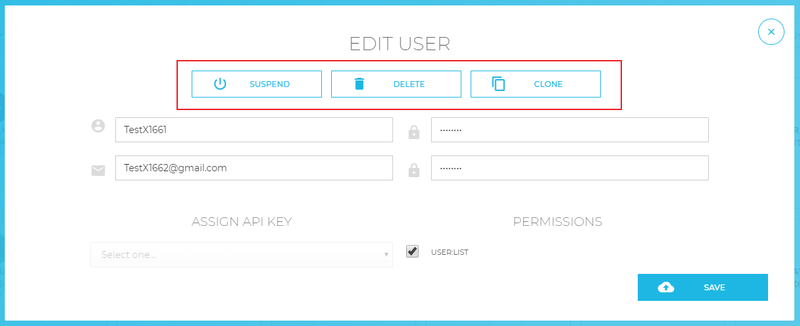 EDIT USER
SUSPEND
DELETE
CLONE
TestX1661
........
TestX1662@gmail.com
........
ASSIGN API KEY
PERMISSIONS
Select one...
USER:LIST
SAVE